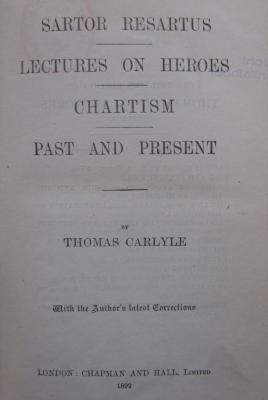 SARTOR RESARTUS
LECTURES ON HEROES
CHARTISM
PAST AND PRESENT
BY
THOMAS CARLYLE
With the Author's latest Corrections
LONDON: CHAPMAN AND HALL, LIMITED
1892